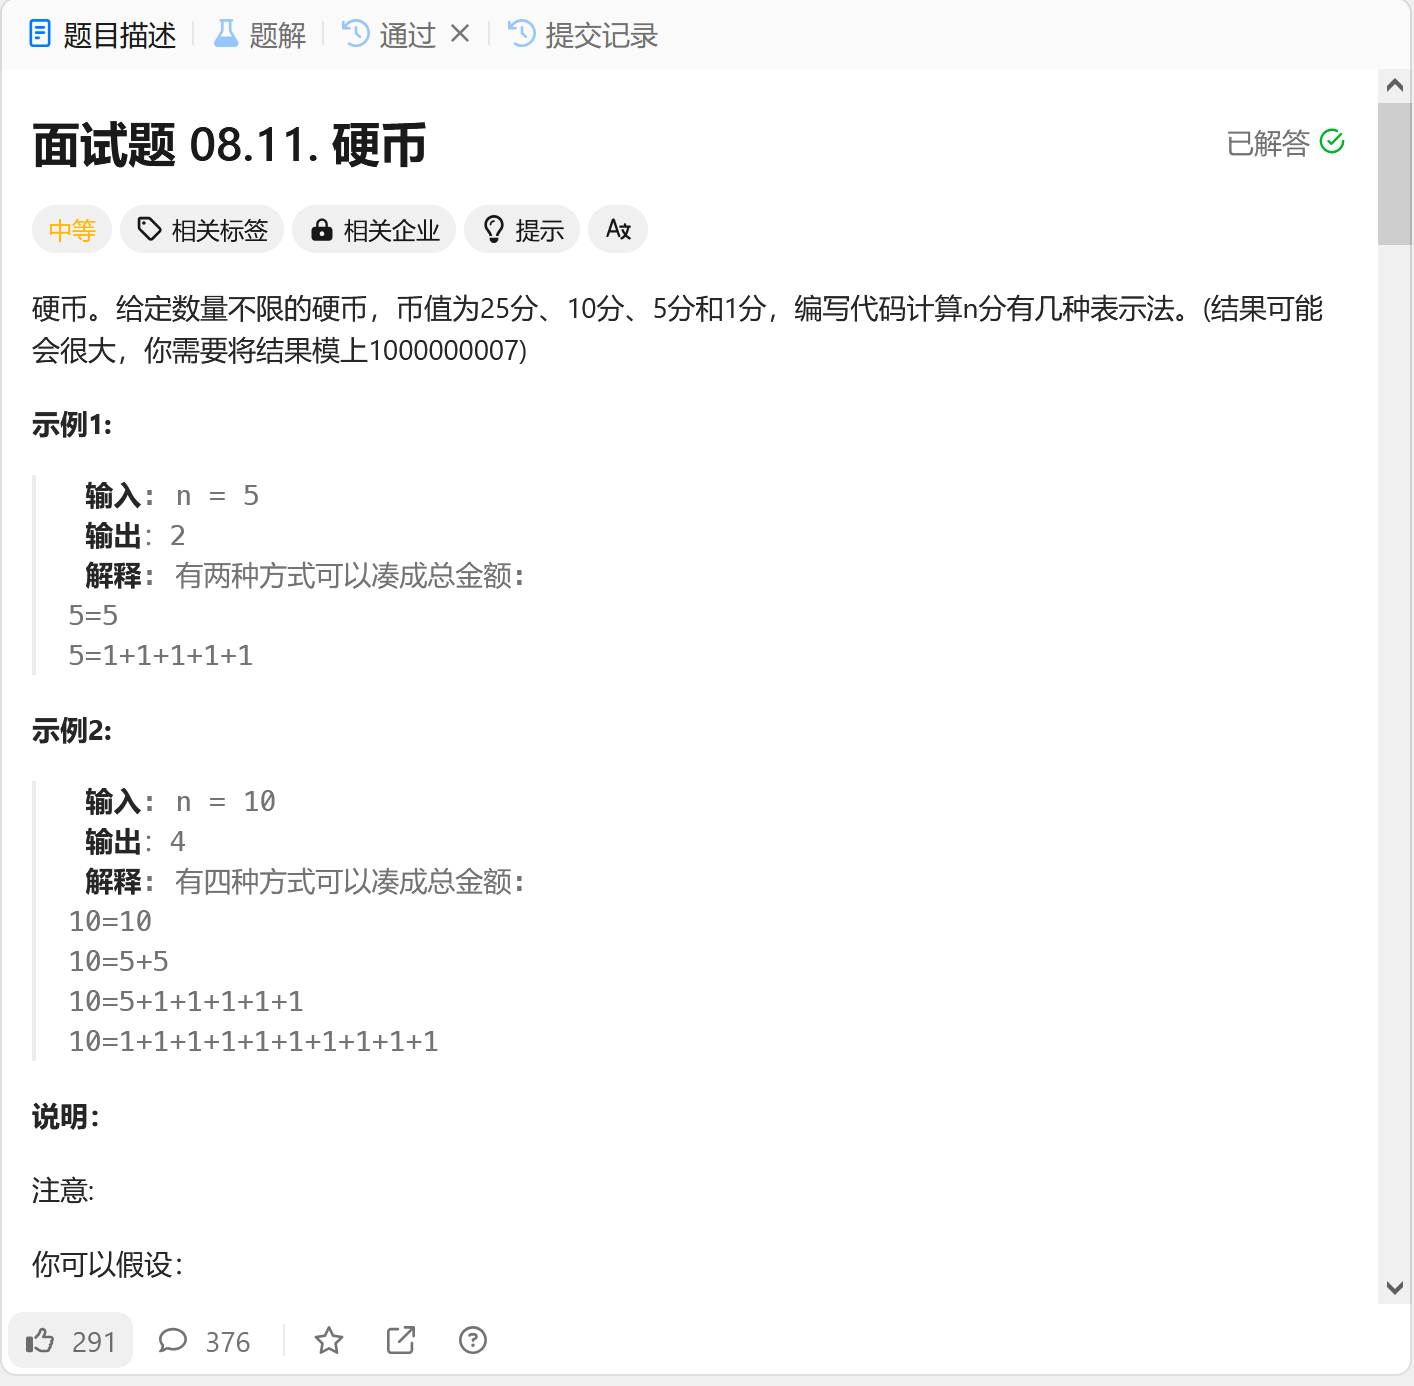 题目描述 题解 通过 提交记录
面试题 08.11. 硬币
已解答
中等 相关标签 相关企业 提示
硬币。给定数量不限的硬币，币值为25分、10分、5分和1分，编写代码计算n分有几种表示法。(结果可能
会很大，你需要将结果模上1000000007)
示例1:
输入: n = 5
输出：2
解释: 有两种方式可以凑成总金额:
5=5
5=1+1+1+1+1
示例2:
输入: n = 10
输出：4
解释: 有四种方式可以凑成总金额:
10=10
10=5+5
10=5+1+1+1+1+1
10=1+1+1+1+1+1+1+1+1+1
说明：
注意:
你可以假设：
291 376